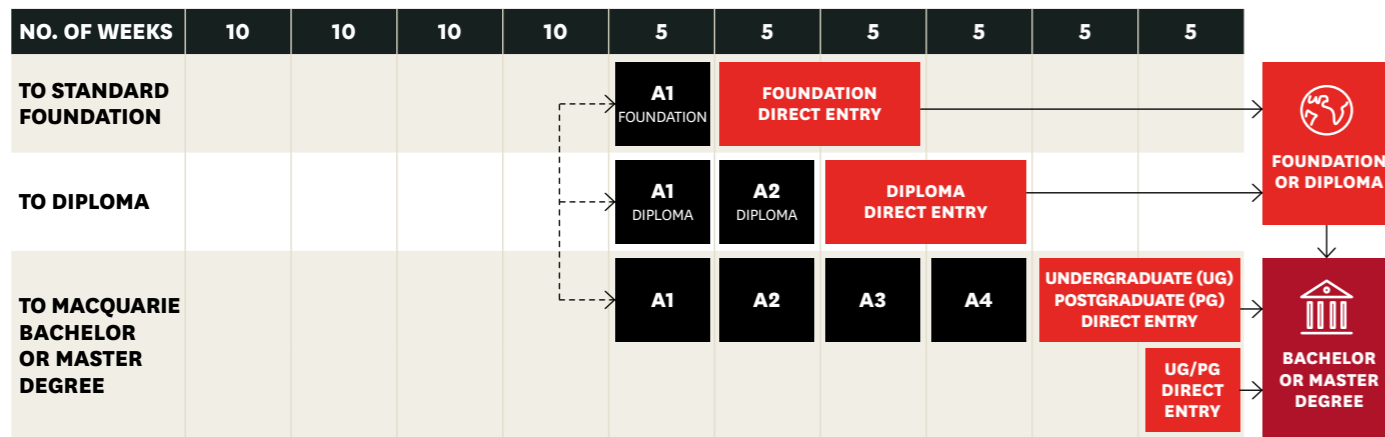 NO. OF WEEKS 10 10 10 10 5 5 5 5 5 5
TO STANDARD
FOUNDATION
A1
FOUNDATION
FOUNDATION
DIRECT ENTRY
FOUNDATION
OR DIPLOMA
TO DIPLOMA
A1
DIPLOMA
A2
DIPLOMA
DIPLOMA
DIRECT ENTRY
TO MACQUARIE
BACHELOR
OR MASTER
DEGREE
A1
A2
A3
A4
UNDERGRADUATE (UG)
POSTGRADUATE (PG)
DIRECT ENTRY
UG/PG
DIRECT
ENTRY
BACHELOR
OR MASTER
DEGREE